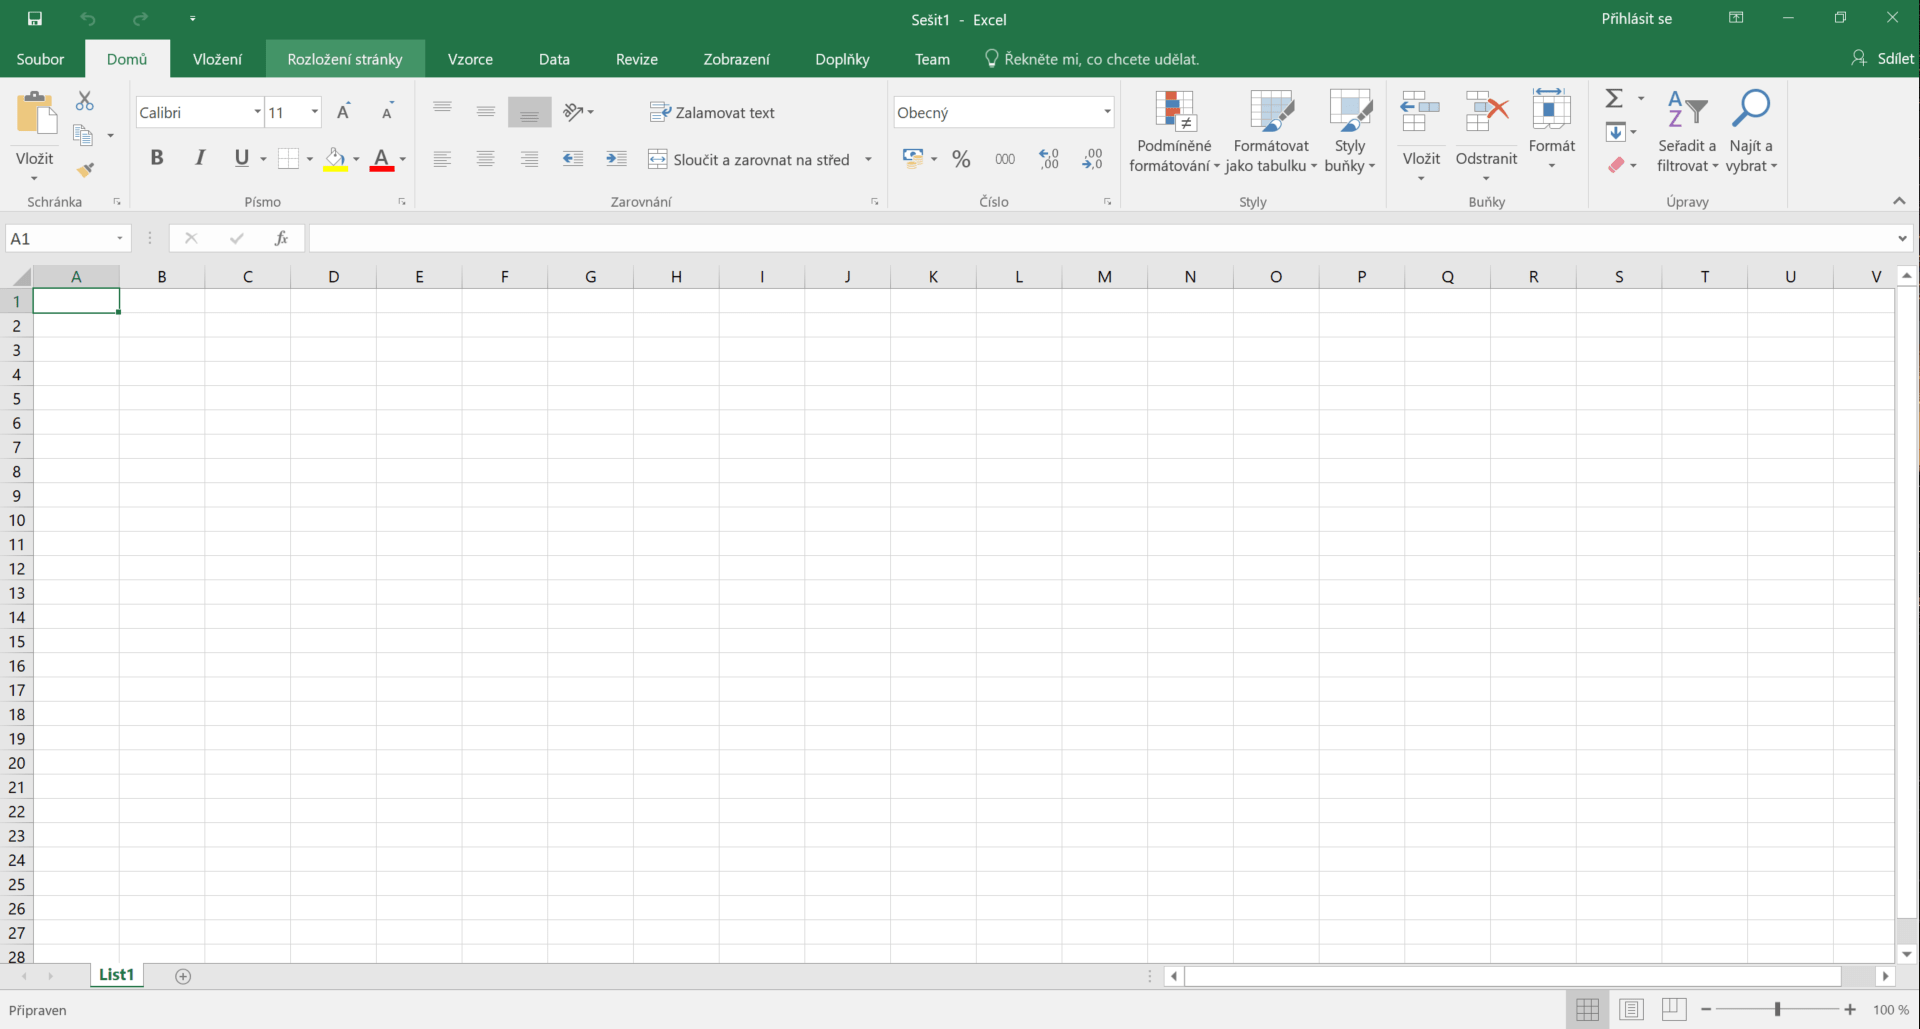 Sešit1 - Excel
Přihlásit se
Soubor Domů Vložení Rozložení stránky Vzorce Data Revize Zobrazení Doplňky Team Řekněte mi, co chcete udělat. Sdílet
Vložit
Schránka
Calibri 11
B I U A
Písmo
Zalamovat text
Sloučit a zarovnat na střed
Zarovnání
Obecný
% 000 ,0 ,00 ,00 ,0
Číslo
Podmíněné formátování
Formátovat jako tabulku
Styly buňky
Styly
Vložit
Odstranit
Formát
Buňky
Seřadit a filtrovat
Najít a vybrat
Úpravy
A1 fx
A B C D E F G H I J K L M N O P Q R S T U V
1
2
3
4
5
6
7
8
9
10
11
12
13
14
15
16
17
18
19
20
21
22
23
24
25
26
27
28
List1
Připraven
100 %